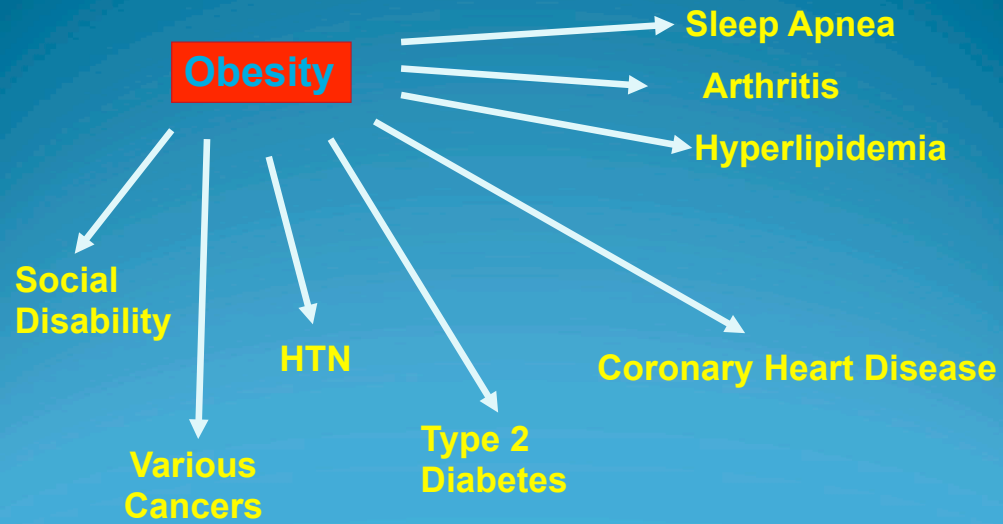 Obesity
Sleep Apnea
Arthritis
Hyperlipidemia
Social
Disability
HTN
Coronary Heart Disease
Various
Cancers
Type 2
Diabetes